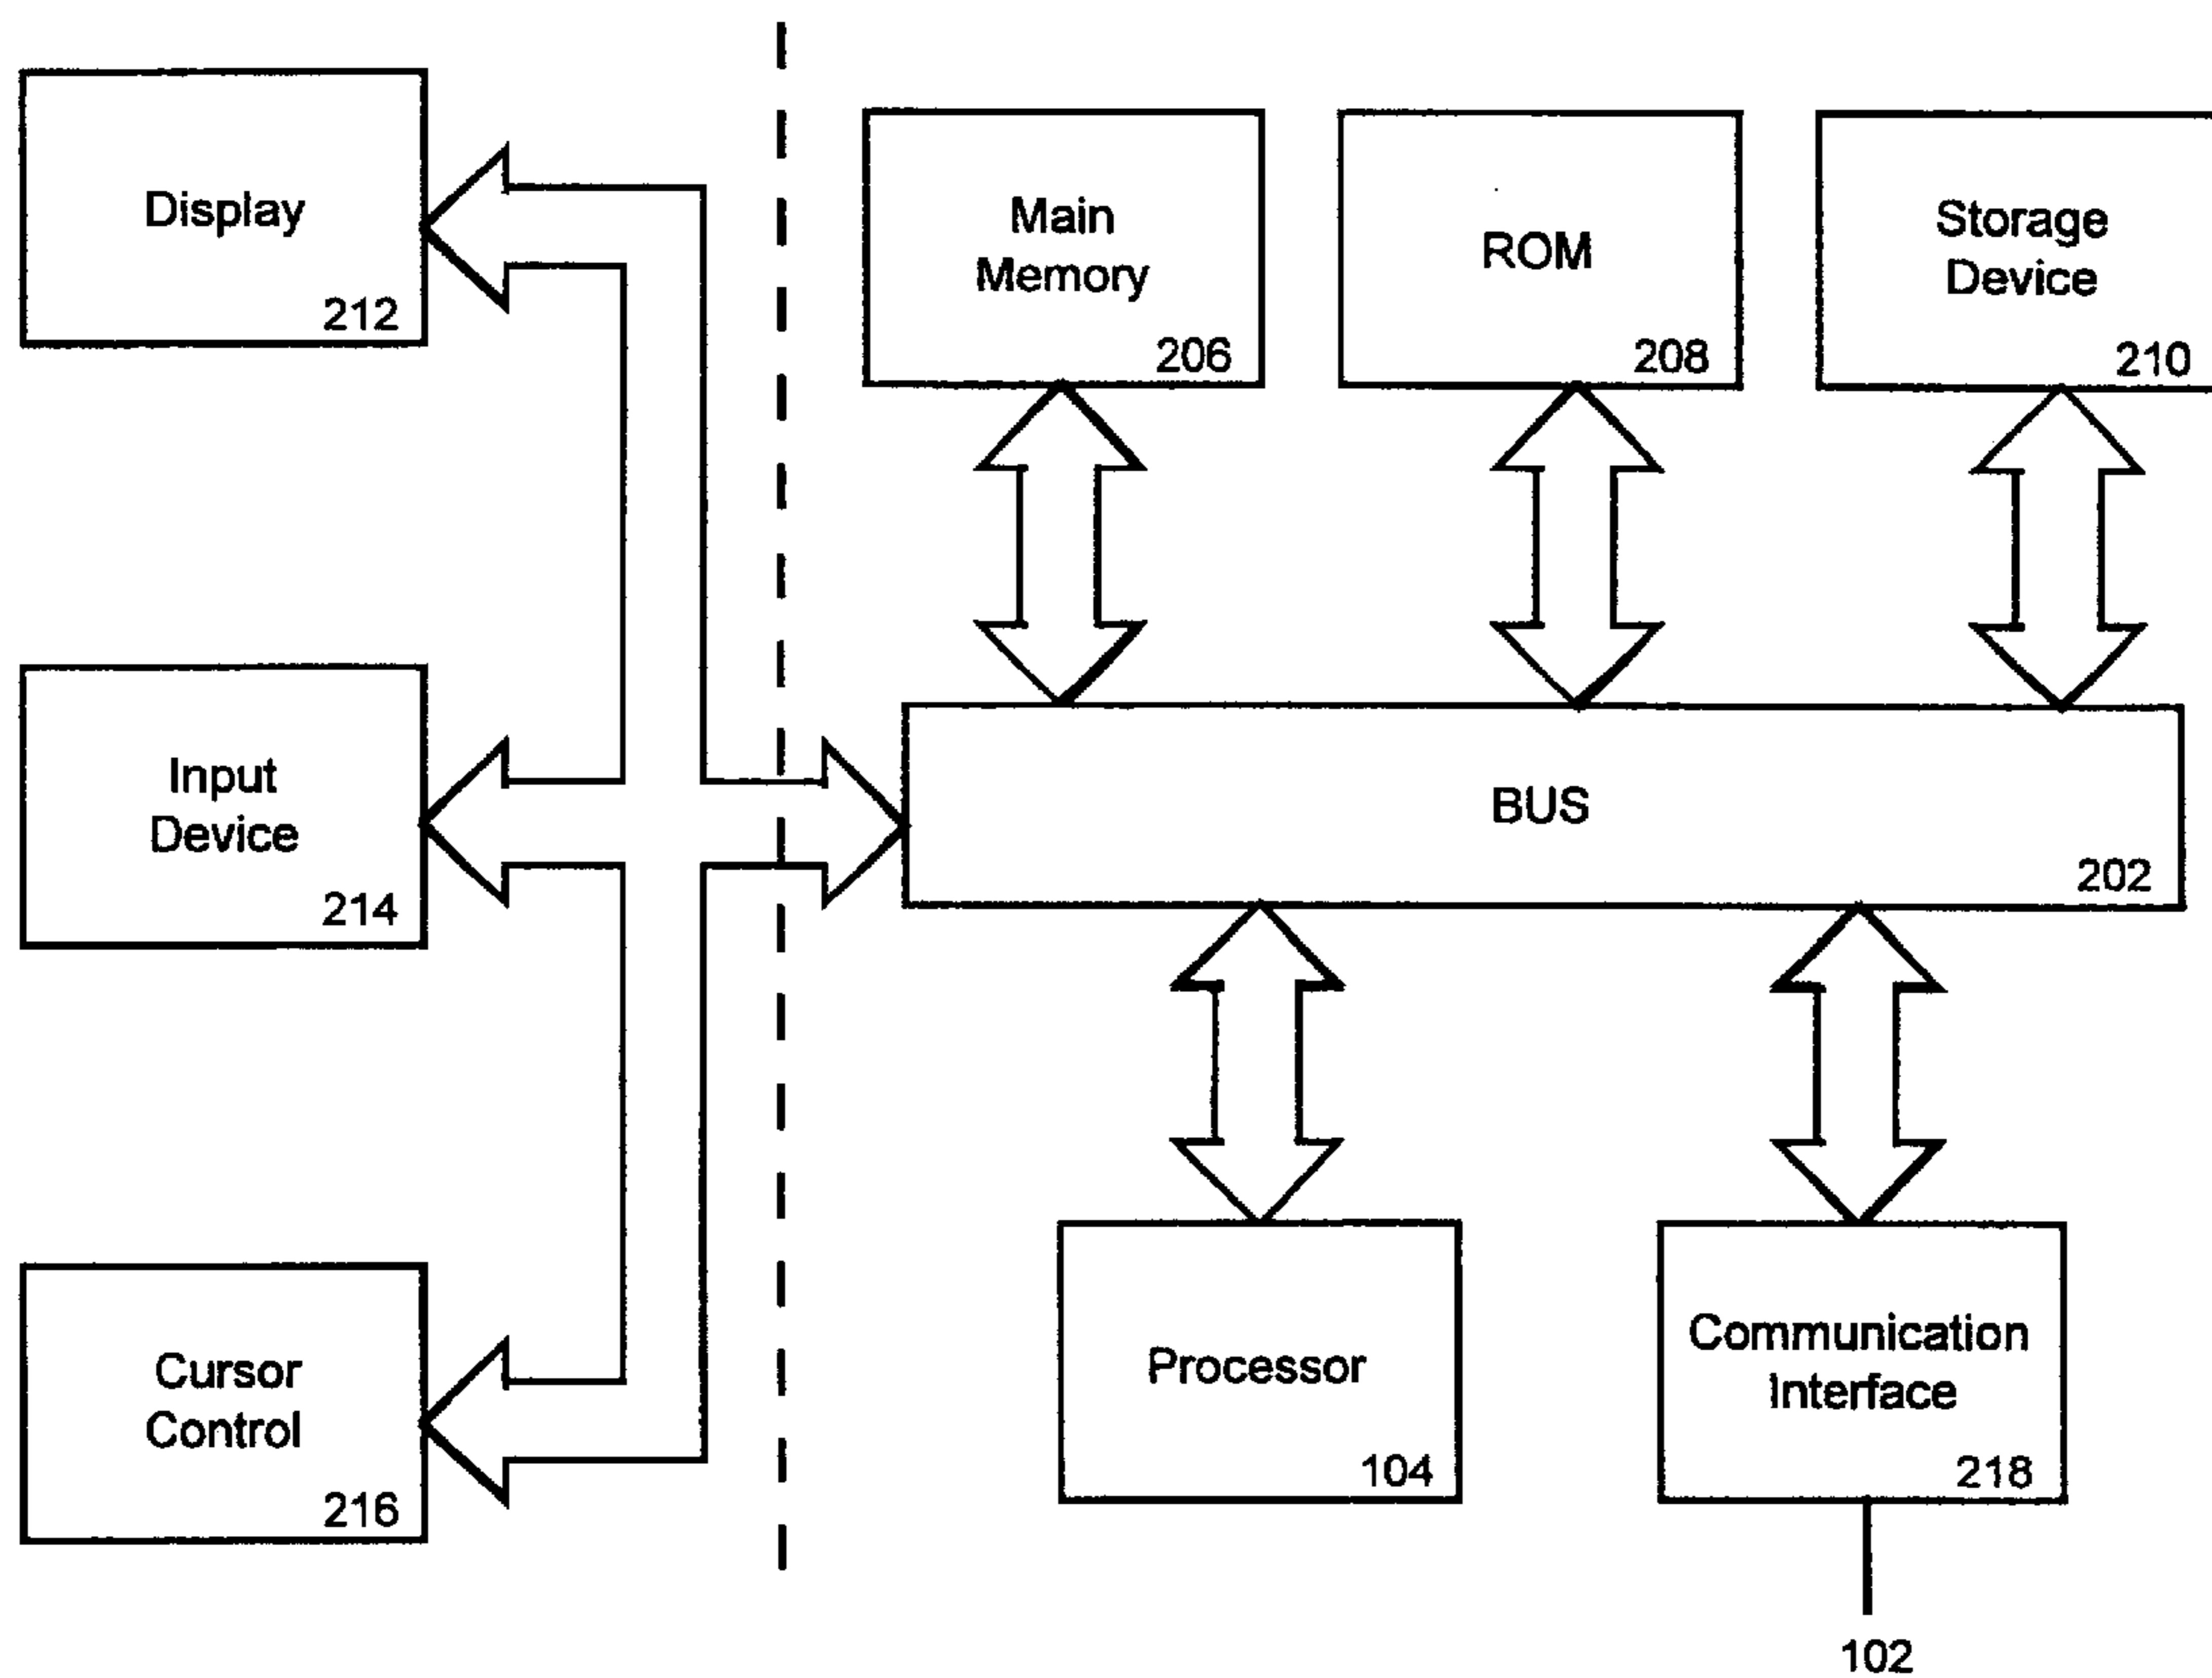 Display
212
Main
Memory
206
ROM
208
Storage
Device
210
Input
Device
214
BUS
202
Cursor
Control
216
Processor
104
Communication
Interface
218
102